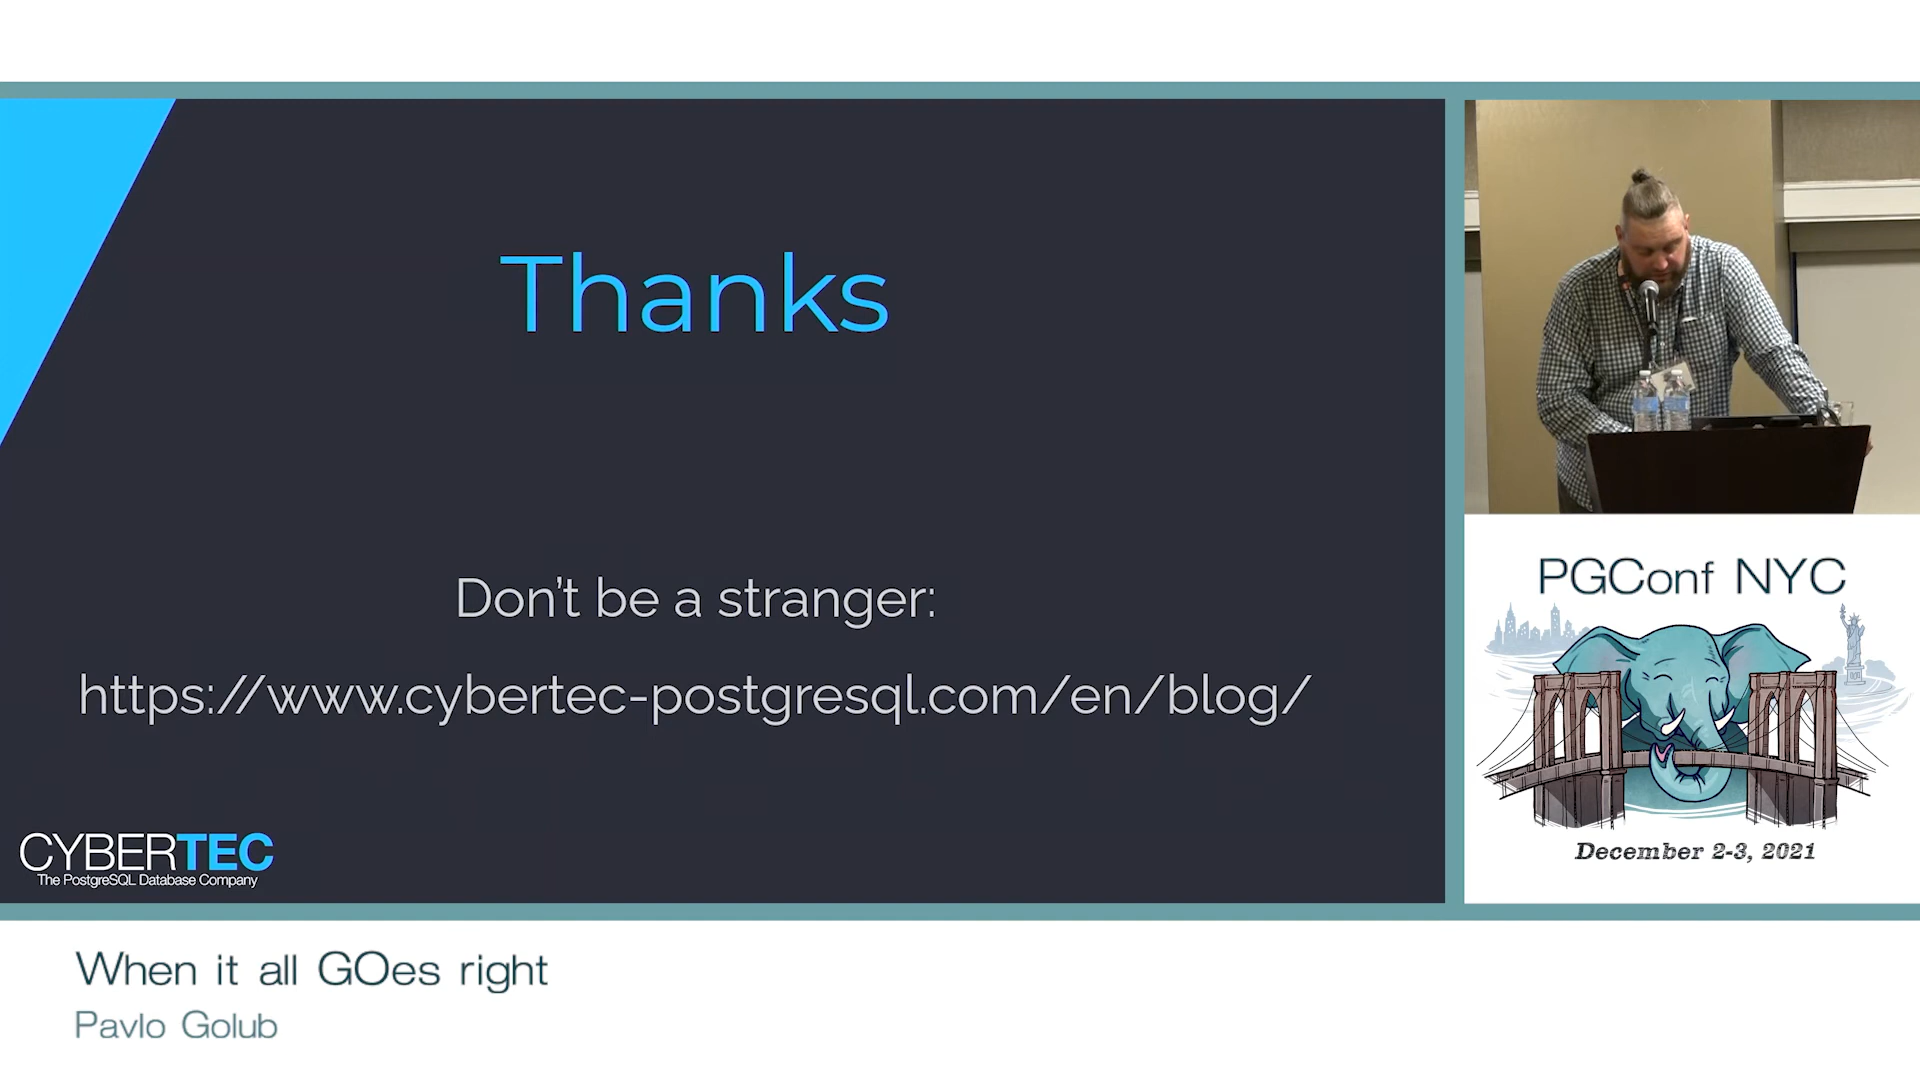 Thanks
Don't be a stranger:
https://www.cybertec-postgresql.com/en/blog/
CYBERTEC
The PostgreSQL Database Company
PGConf NYC
December 2-3, 2021
When it all GOes right
Pavlo Golub